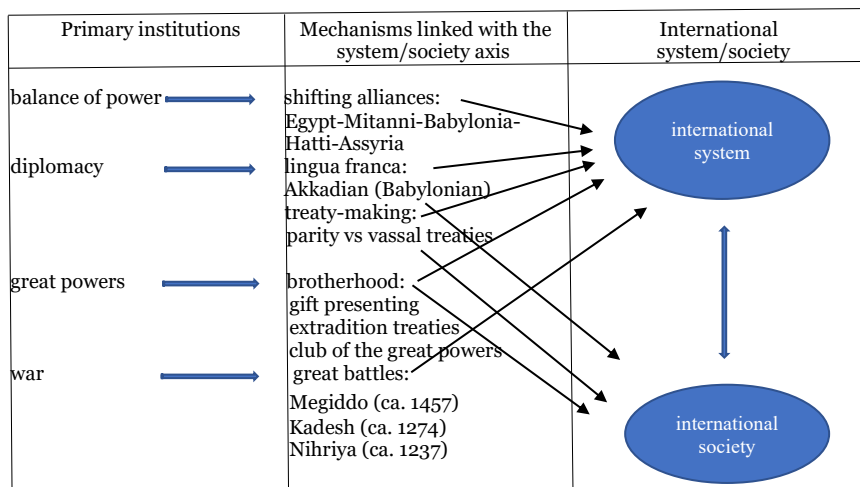 Primary institutions
Mechanisms linked with the
system/society axis
International
system/society
balance of power
shifting alliances:
Egypt-Mitanni-Babylonia-
Hatti-Assyria
diplomacy
lingua franca:
Akkadian (Babylonian)
treaty-making:
parity vs vassal treaties
great powers
brotherhood:
gift presenting
extradition treaties
club of the great powers
war
great battles:
Megiddo (ca. 1457)
Kadesh (ca. 1274)
Nihriya (ca. 1237)
international
system
international
society